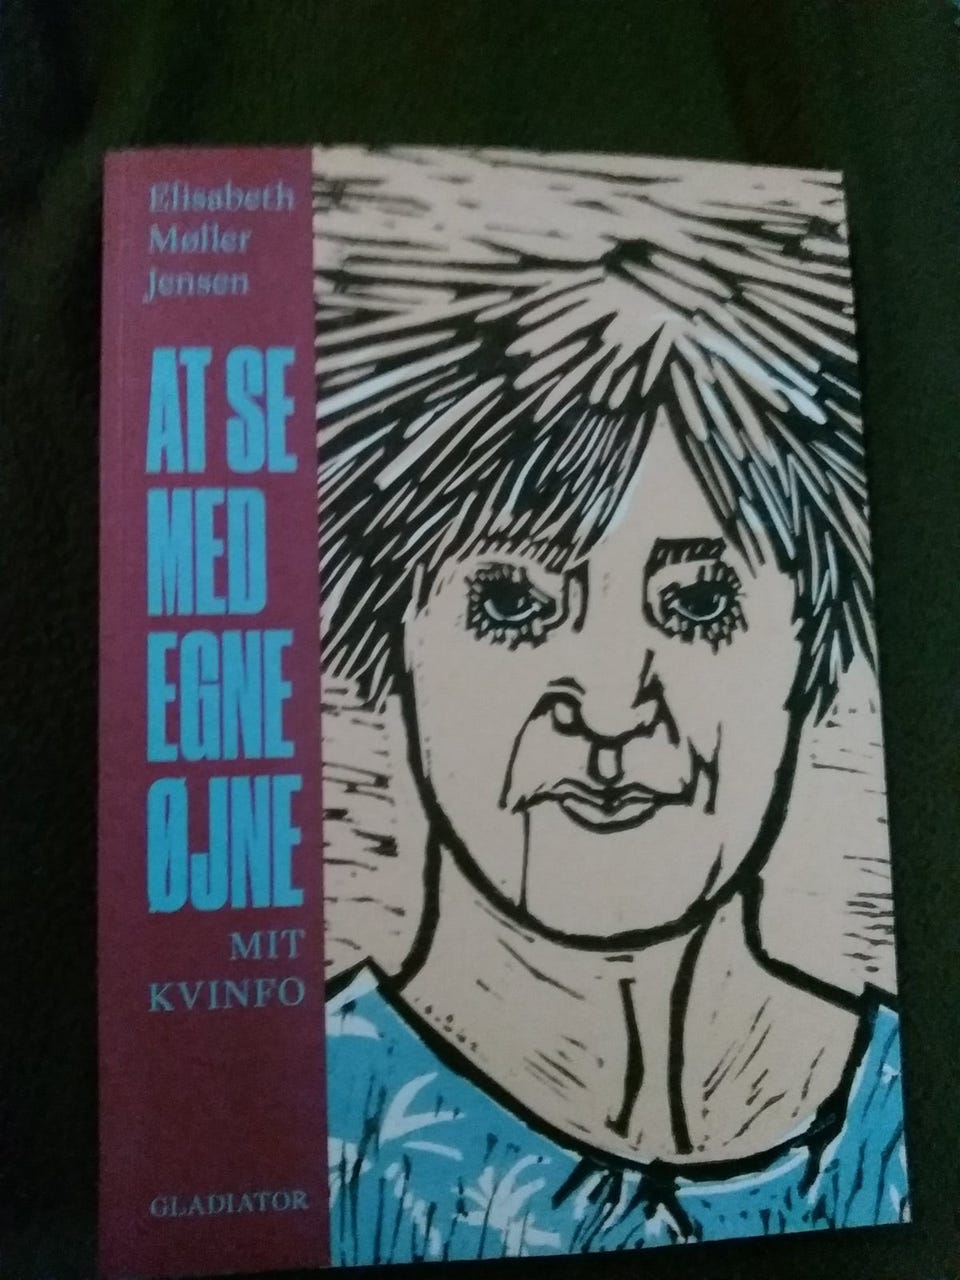 Elisabeth
Møller
Jensen
AT SE
MED
EGNE
ØJNE
MIT
KVINFO
GLADIATOR